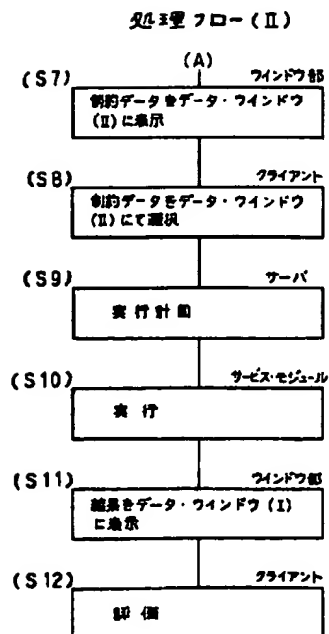 処理フロー(II)
(A)
(S7)
ウインドウ部
制約データをデータ・ウインドウ
(II)に表示
(S8)
クライアント
制約データをデータ・ウインドウ
(II)にて選択
(S9)
サーバ
実行計画
(S10)
サービス・モジュール
実行
(S11)
ウインドウ部
結果をデータ・ウインドウ(I)
に表示
(S12)
クライアント
評価